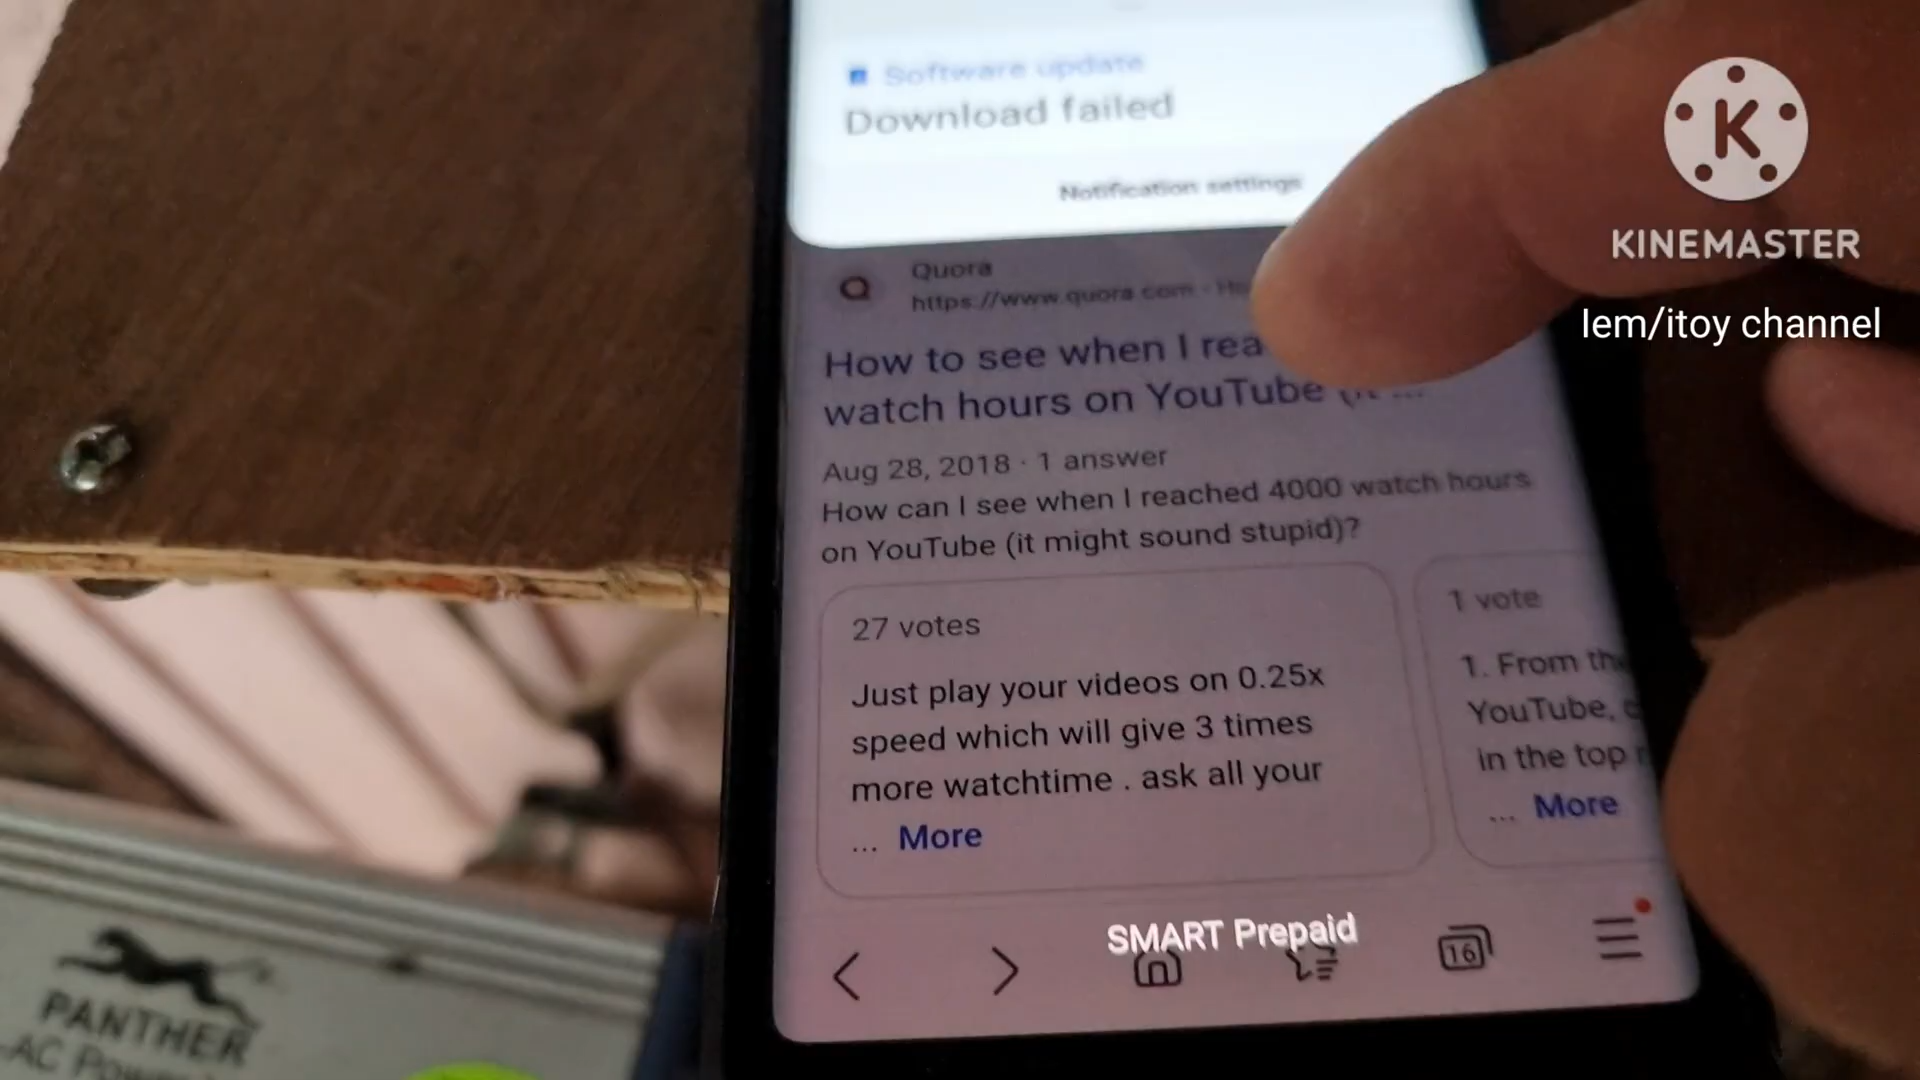 Software update
Download failed
Notification settings
KINEMASTER
lem/itoy channel
Quora
https://www.quora.com
How to see when I rea
watch hours on YouTube (it ...
Aug 28, 2018 · 1 answer
How can I see when I reached 4000 watch hours
on YouTube (it might sound stupid)?
27 votes
Just play your videos on 0.25x
speed which will give 3 times
more watchtime . ask all your
... More
1 vote
1. From the
YouTube,
in the top
... More
SMART Prepaid
16
PANTHER
AC Power